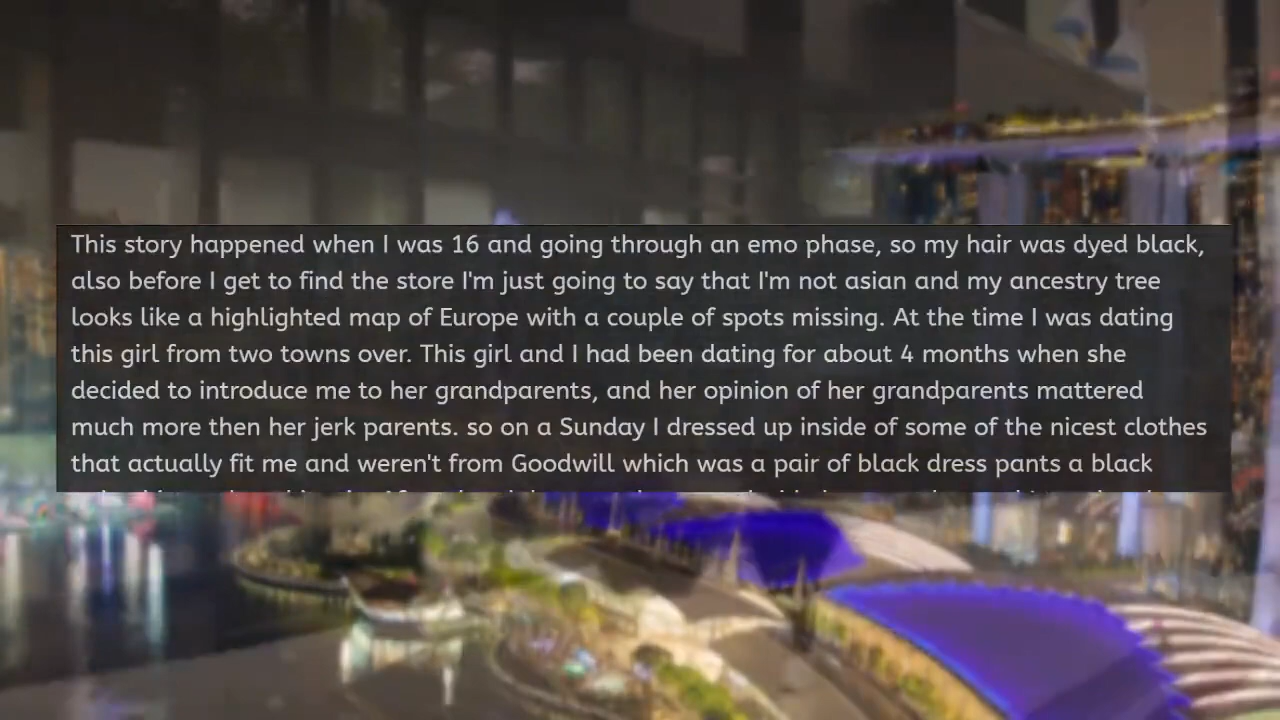 This story happened when I was 16 and going through an emo phase, so my hair was dyed black,
also before I get to find the store I'm just going to say that I'm not asian and my ancestry tree
looks like a highlighted map of Europe with a couple of spots missing. At the time I was dating
this girl from two towns over. This girl and I had been dating for about 4 months when she
decided to introduce me to her grandparents, and her opinion of her grandparents mattered
much more then her jerk parents. so on a Sunday I dressed up inside of some of the nicest clothes
that actually fit me and weren't from Goodwill which was a pair of black dress pants a black